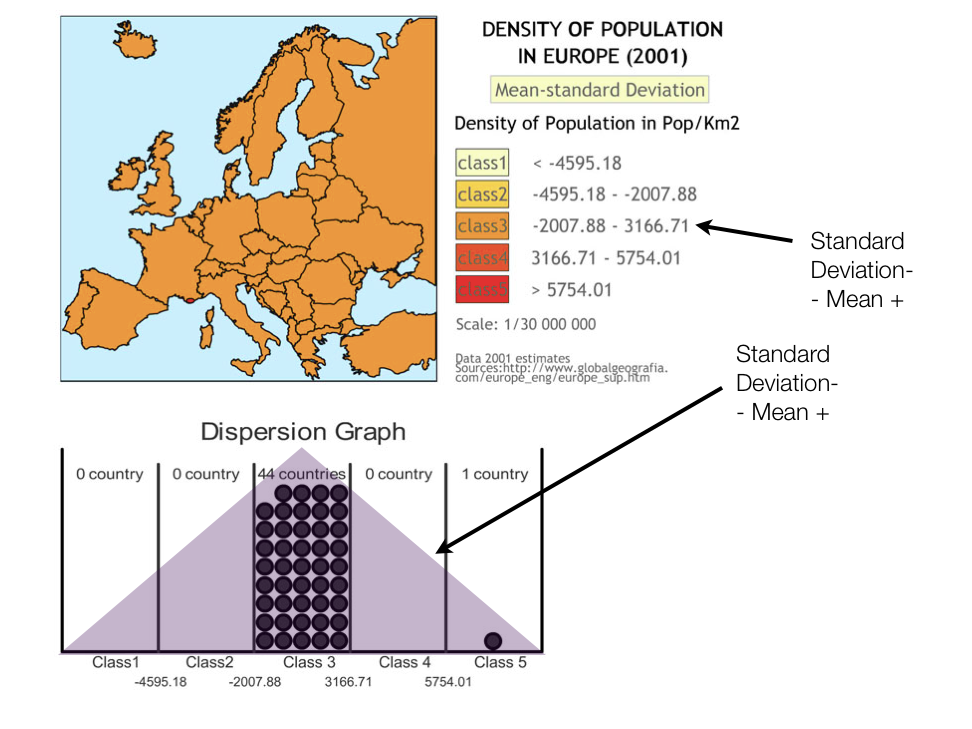 DENSITY OF POPULATION
IN EUROPE (2001)
Mean-standard Deviation
Density of Population in Pop/Km2
class1 < -4595.18
class2 -4595.18 - -2007.88
class3 -2007.88 - 3166.71
class4 3166.71 - 5754.01
class5 > 5754.01
Scale: 1/30 000 000
Data 2001 estimates
Sources:http://www.globalgeografia.
com/europe_eng/europe_sup.htm
Standard
Deviation-
- Mean +
Standard
Deviation-
- Mean +
Dispersion Graph
0 country 0 country 44 countries 0 country 1 country
Class1 Class2 Class 3 Class 4 Class 5
-4595.18 -2007.88 3166.71 5754.01